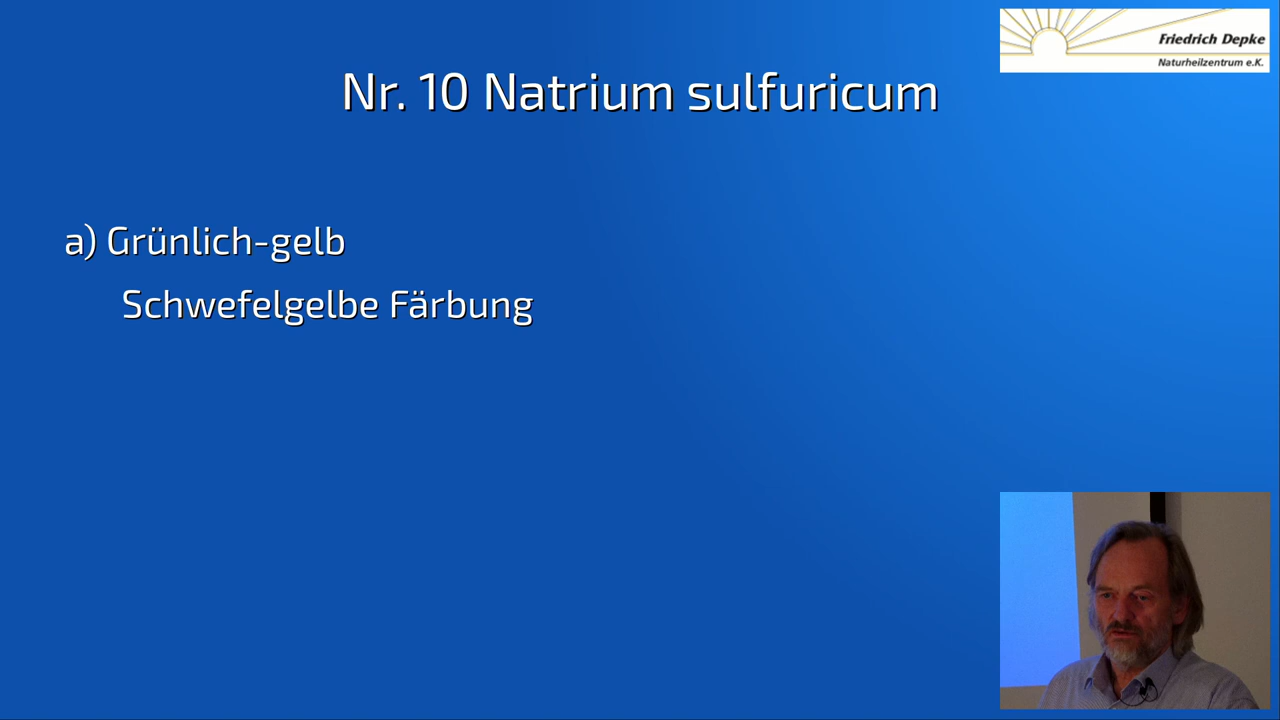 Friedrich Depke
Naturheilzentrum e.K.
Nr. 10 Natrium sulfuricum
a) Grünlich-gelb
Schwefelgelbe Färbung